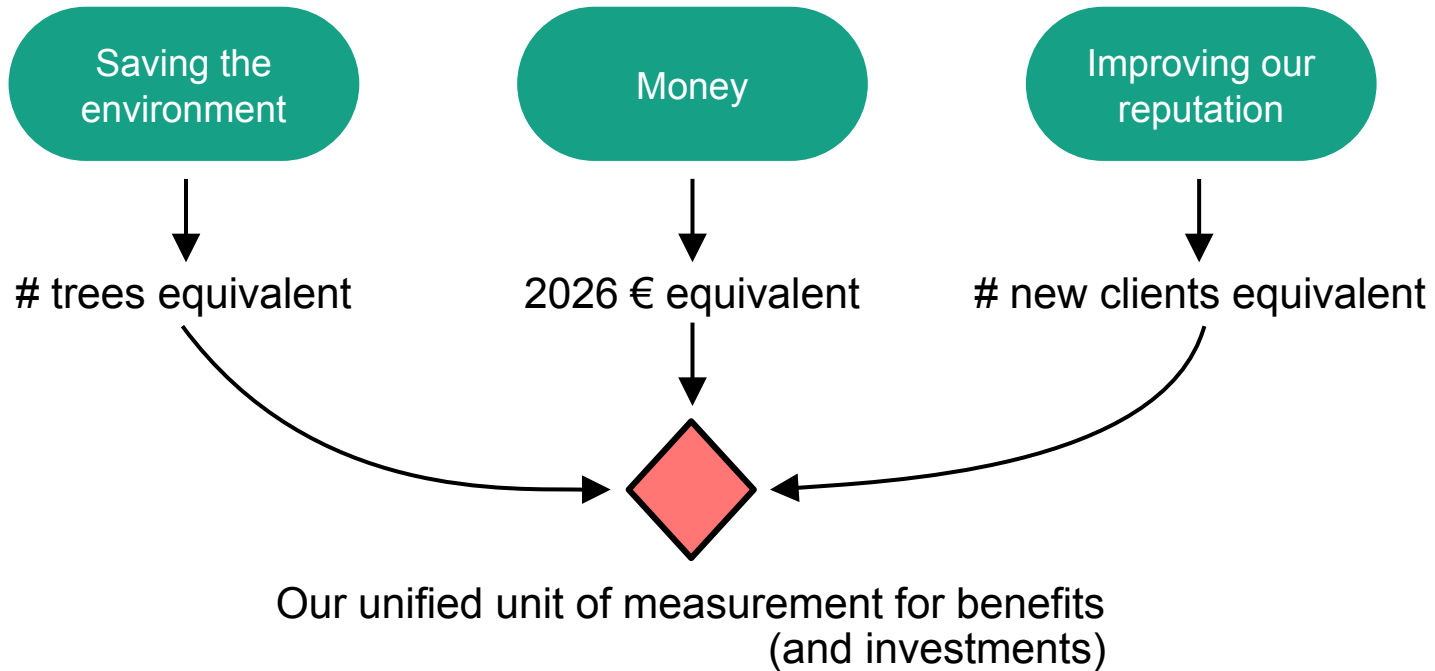 Saving the
environment
Money
Improving our
reputation
# trees equivalent
2026 € equivalent
# new clients equivalent
Our unified unit of measurement for benefits
(and investments)